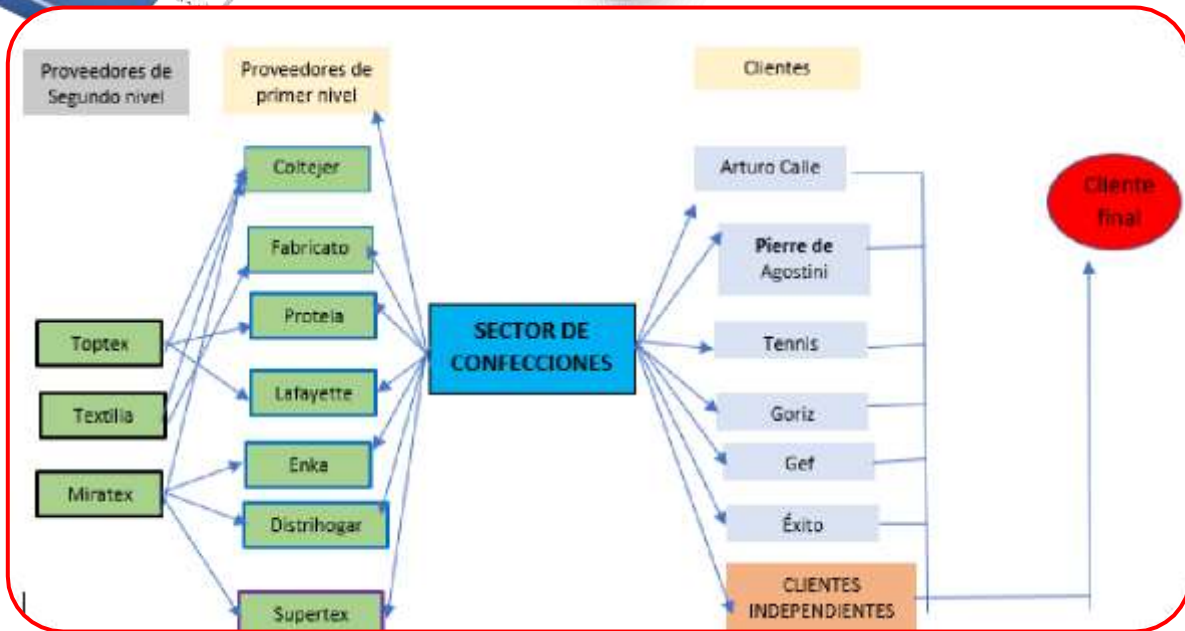 Proveedores de
Segundo nivel
Proveedores de
primer nivel
Clientes
Coltejer
Fabricato
Protela
Lafayette
Enka
Distrihogar
Supertex
Toptex
Textilia
Miratex
SECTOR DE
CONFECCIONES
Arturo Calle
Pierre de
Agostini
Tennis
Goriz
Gef
Éxito
CLIENTES
INDEPENDIENTES
Cliente
final